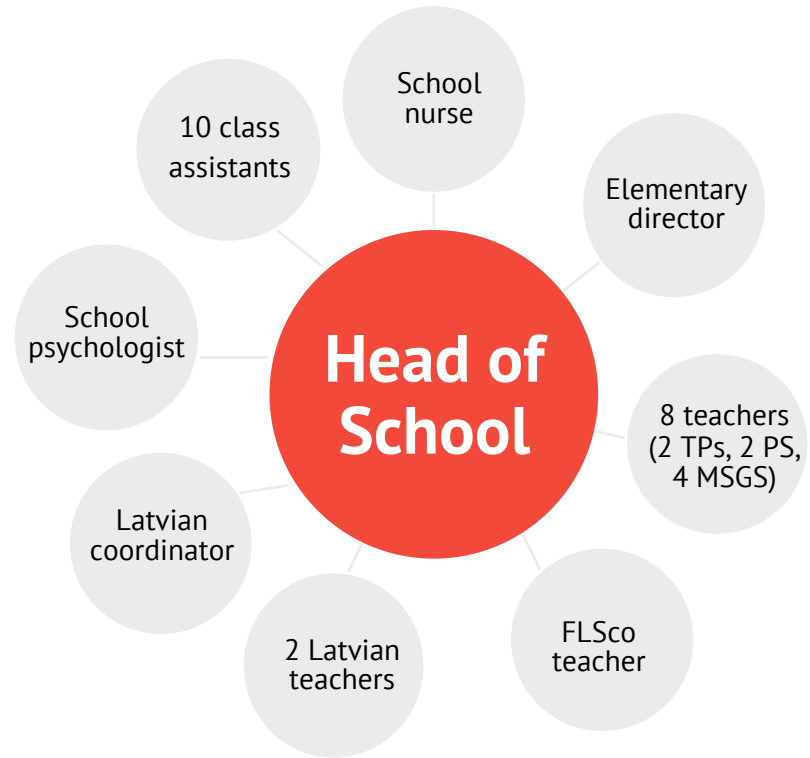 Head of
School
School
nurse
Elementary
director
8 teachers
(2 TPs, 2 PS,
4 MSGS)
FLSco
teacher
2 Latvian
teachers
Latvian
coordinator
School
psychologist
10 class
assistants